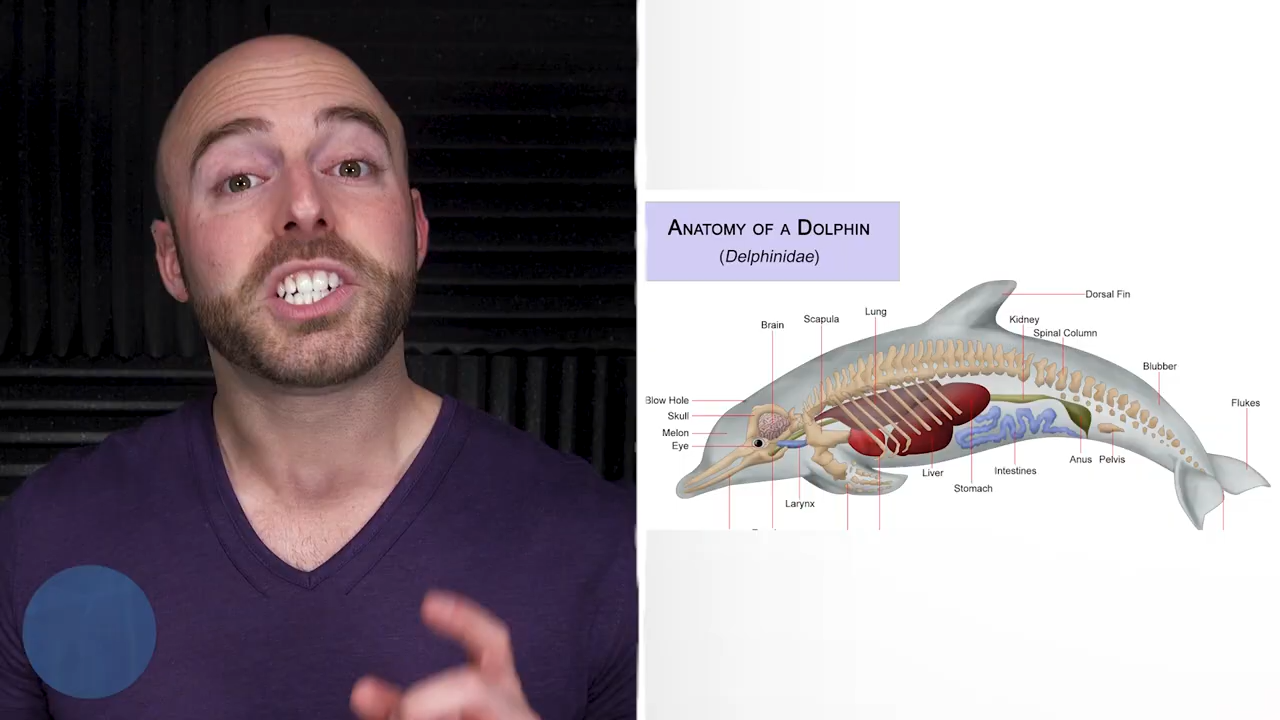 Anatomy of a Dolphin
(Delphinidae)
Dorsal Fin
Lung
Scapula
Kidney
Brain
Spinal Column
Blubber
Blow Hole
Flukes
Skull
Melon
Eye
Anus
Pelvis
Intestines
Liver
Stomach
Larynx